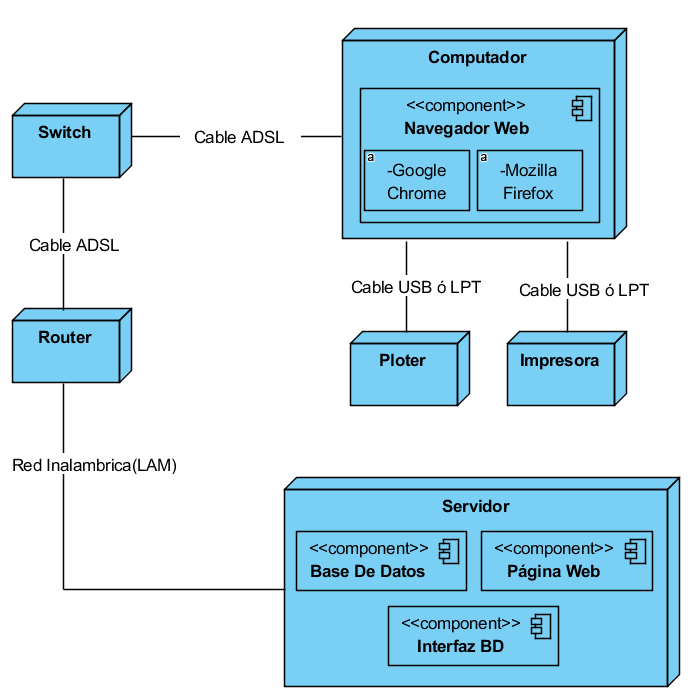 Computador
<<component>>
Navegador Web
a
-Google
Chrome
a
-Mozilla
Firefox
Switch
Cable ADSL
Cable ADSL
Cable USB ó LPT
Cable USB ó LPT
Router
Ploter
Impresora
Red Inalambrica(LAM)
Servidor
<<component>>
Base De Datos
<<component>>
Página Web
<<component>>
Interfaz BD